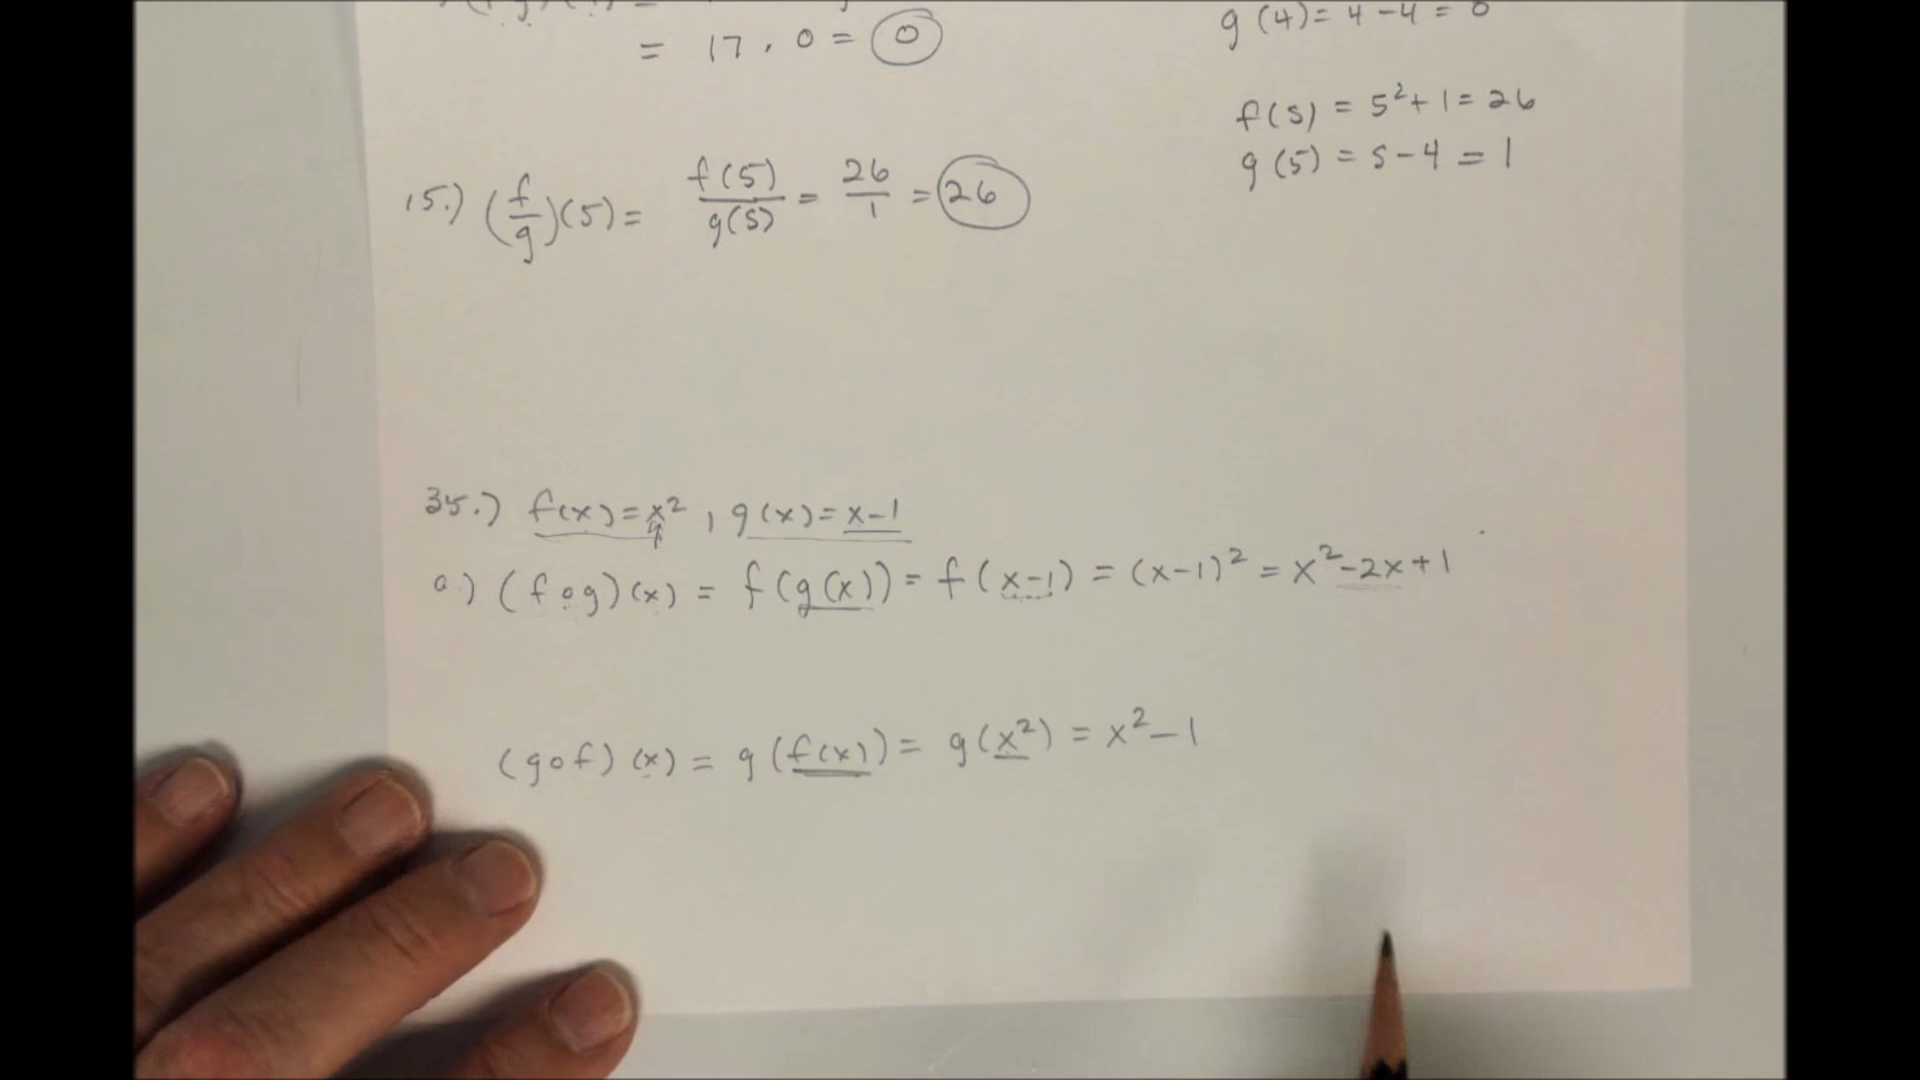 = 17 · 0 = 0
g(4) = 4 - 4 = 0
f(5) = 5² + 1 = 26
g(5) = 5 - 4 = 1
15.) (f/g)(5) = f(5)/g(5) = 26/1 = 26
35.) f(x) = x², g(x) = x-1
a) (f∘g)(x) = f(g(x)) = f(x-1) = (x-1)² = x²-2x+1
(g∘f)(x) = g(f(x)) = g(x²) = x²-1